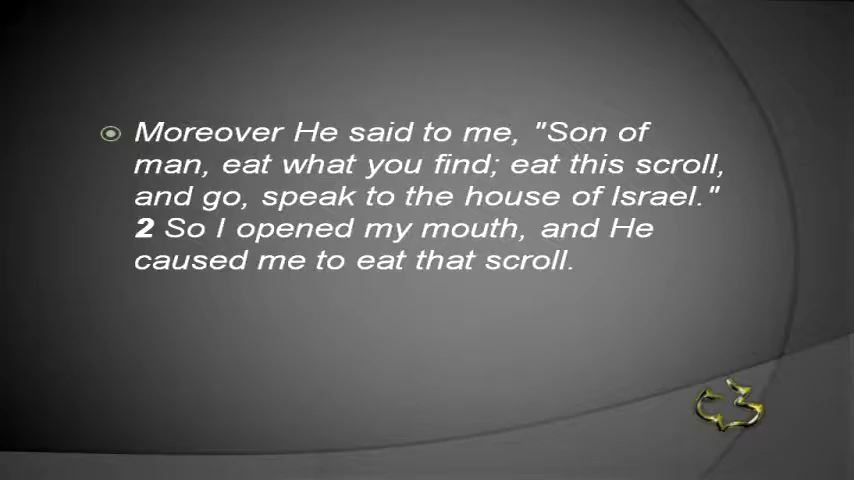 Moreover He said to me, "Son of
man, eat what you find; eat this scroll,
and go, speak to the house of Israel."
2 So I opened my mouth, and He
caused me to eat that scroll.